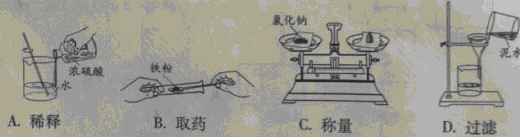 浓硫酸
水
A. 稀释
铁粉
B. 取药
氯化钠
C. 称量
泥水
D. 过滤